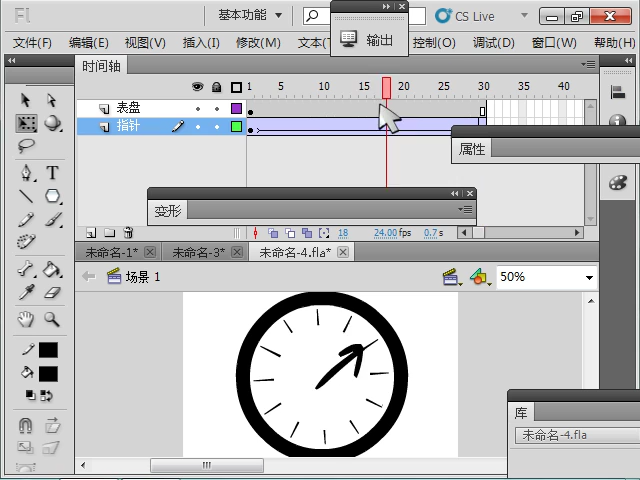 Fl
基本功能
CS Live
文件(F) 编辑(E) 视图(V) 插入(I) 修改(M) 文本(T 控制(O) 调试(D) 窗口(W) 帮助(H)
输出
时间轴
1 5 10 15 20 25 30 35 40
表盘
指针
属性
变形
18 24.00 fps 0.7 s
未命名-1* 未命名-3* 未命名-4.fla*
场景 1
50%
库
未命名-4.fla